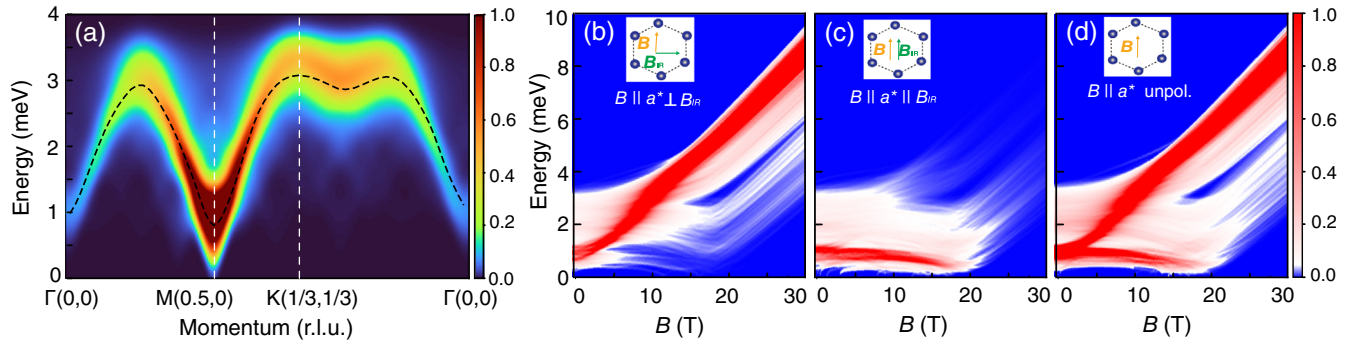 (a)
Energy (meV)
4
3
2
1
0
Γ(0,0)
M(0.5,0)
K(1/3,1/3)
Γ(0,0)
Momentum (r.l.u.)
1.0
0.8
0.6
0.4
0.2
0.0
(b)
B
B_IR
B || a* ⊥ B_IR
Energy (meV)
10
8
6
4
2
0
0
10
20
30
B (T)
(c)
B
B_IR
B || a* || B_IR
0
10
20
30
B (T)
(d)
B
B || a* unpol.
0
10
20
30
B (T)
1.0
0.8
0.6
0.4
0.2
0.0